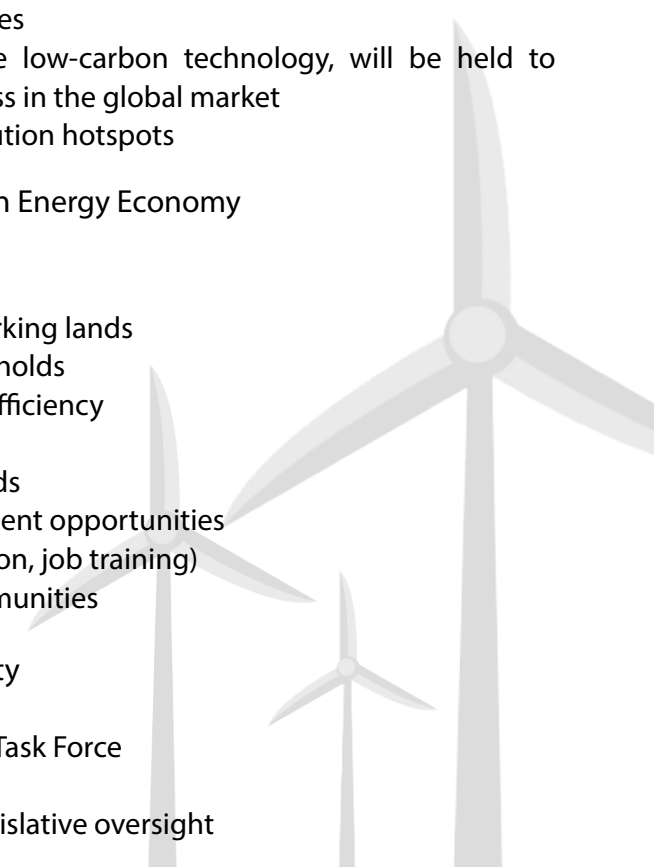 es
e low-carbon technology, will be held to
ss in the global market
ution hotspots
n Energy Economy
rking lands
holds
fficiency
ds
ent opportunities
on, job training)
munities
ty
Task Force
islative oversight